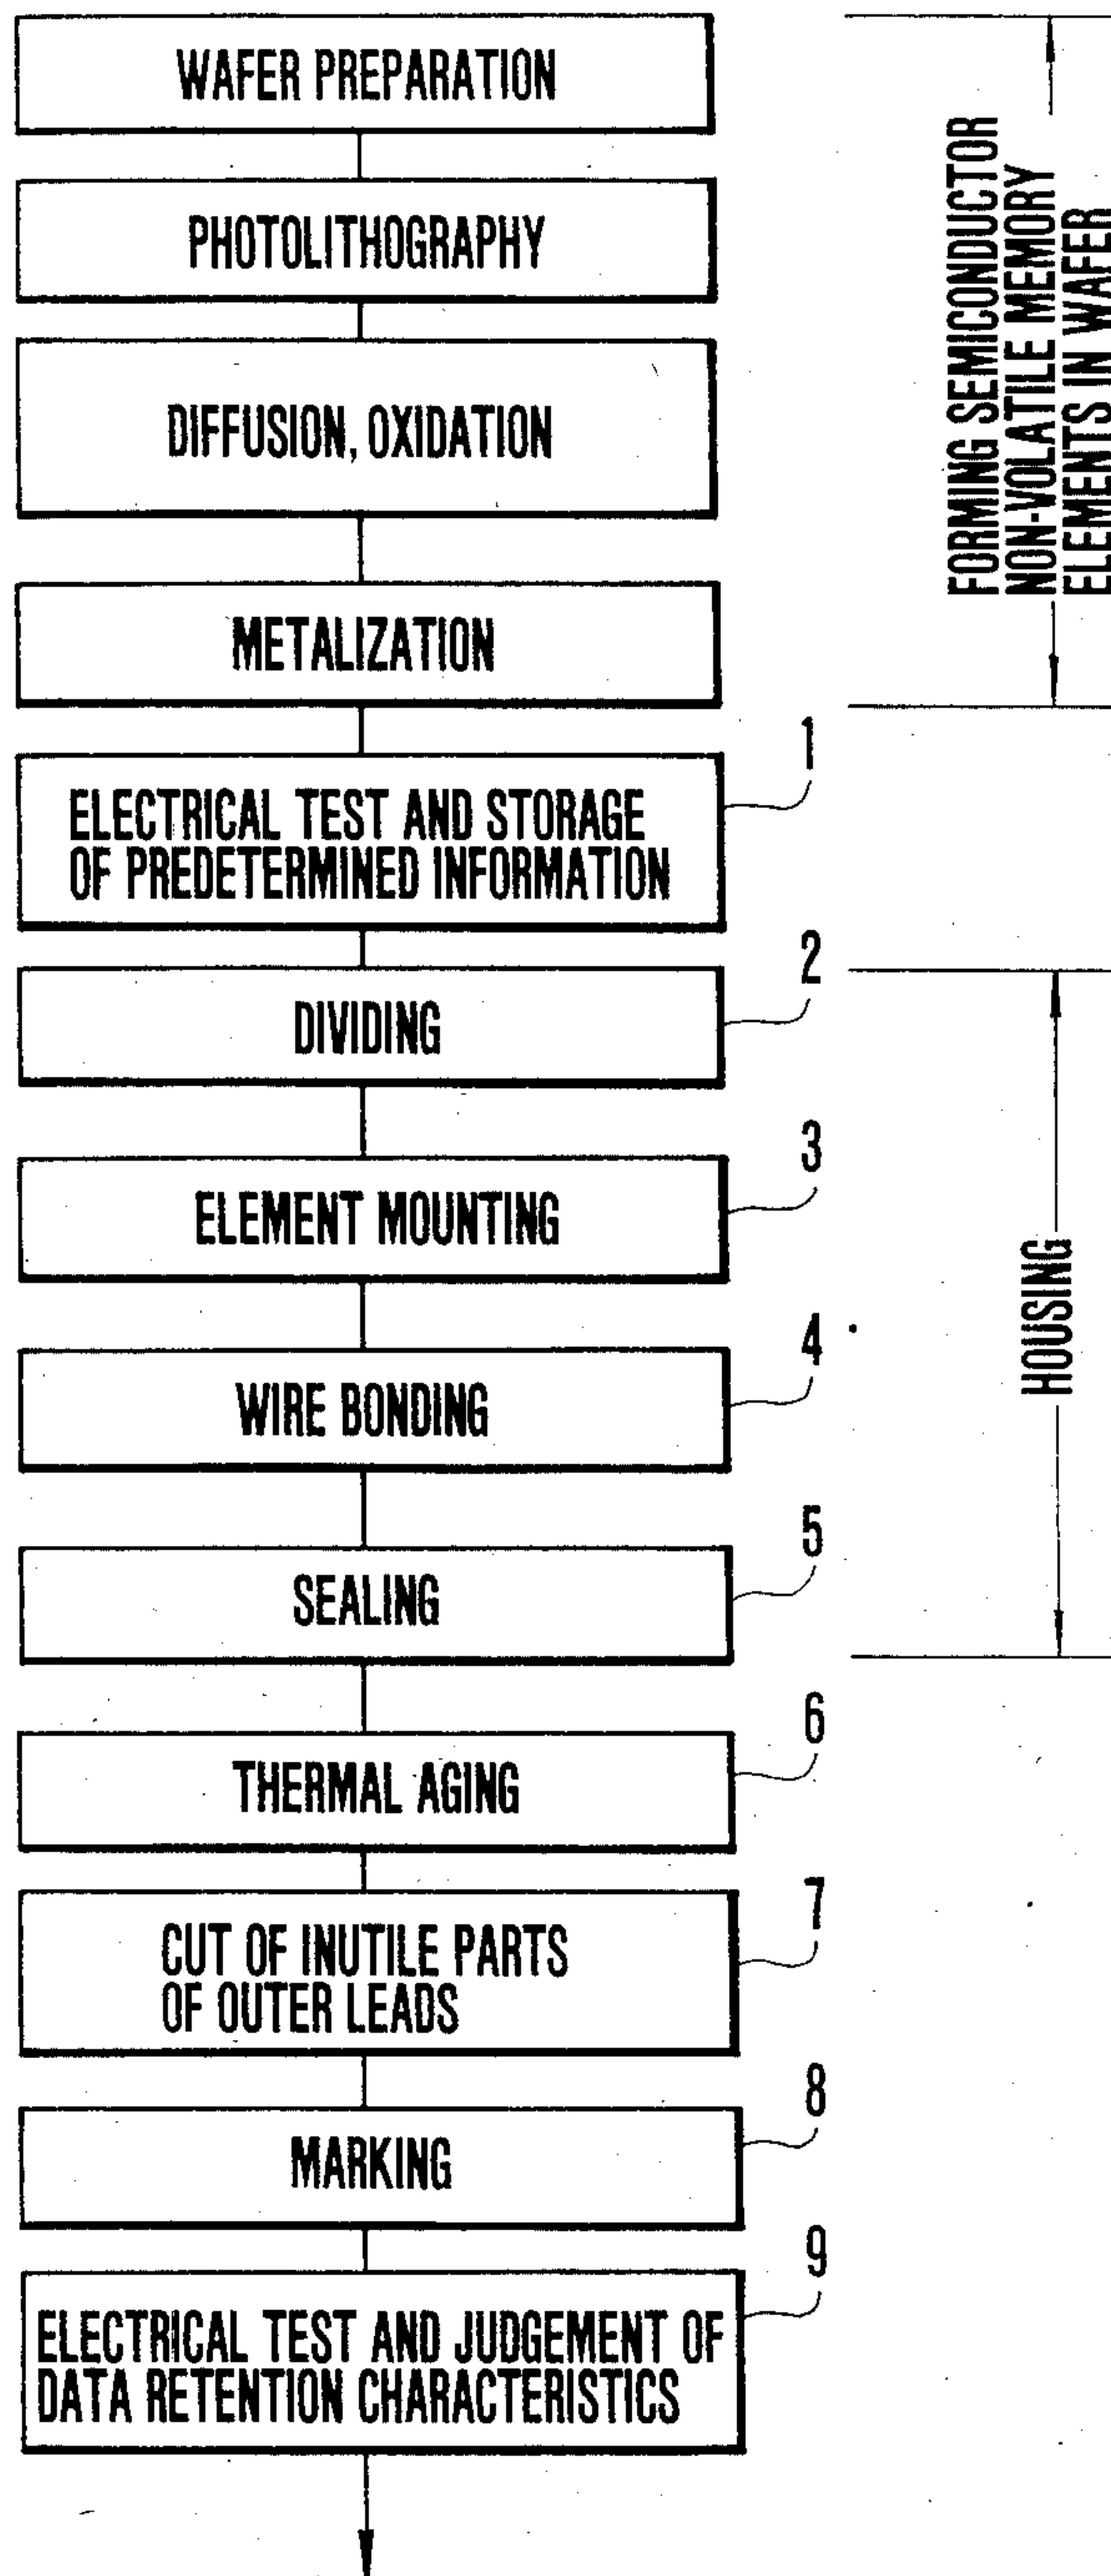 WAFER PREPARATION
PHOTOLITHOGRAPHY
DIFFUSION, OXIDATION
METALIZATION
FORMING SEMICONDUCTOR
NON-VOLATILE MEMORY
ELEMENTS IN WAFER
1
ELECTRICAL TEST AND STORAGE
OF PREDETERMINED INFORMATION
2
DIVIDING
3
ELEMENT MOUNTING
HOUSING
4
WIRE BONDING
5
SEALING
6
THERMAL AGING
7
CUT OF INUTILE PARTS
OF OUTER LEADS
8
MARKING
9
ELECTRICAL TEST AND JUDGEMENT OF
DATA RETENTION CHARACTERISTICS